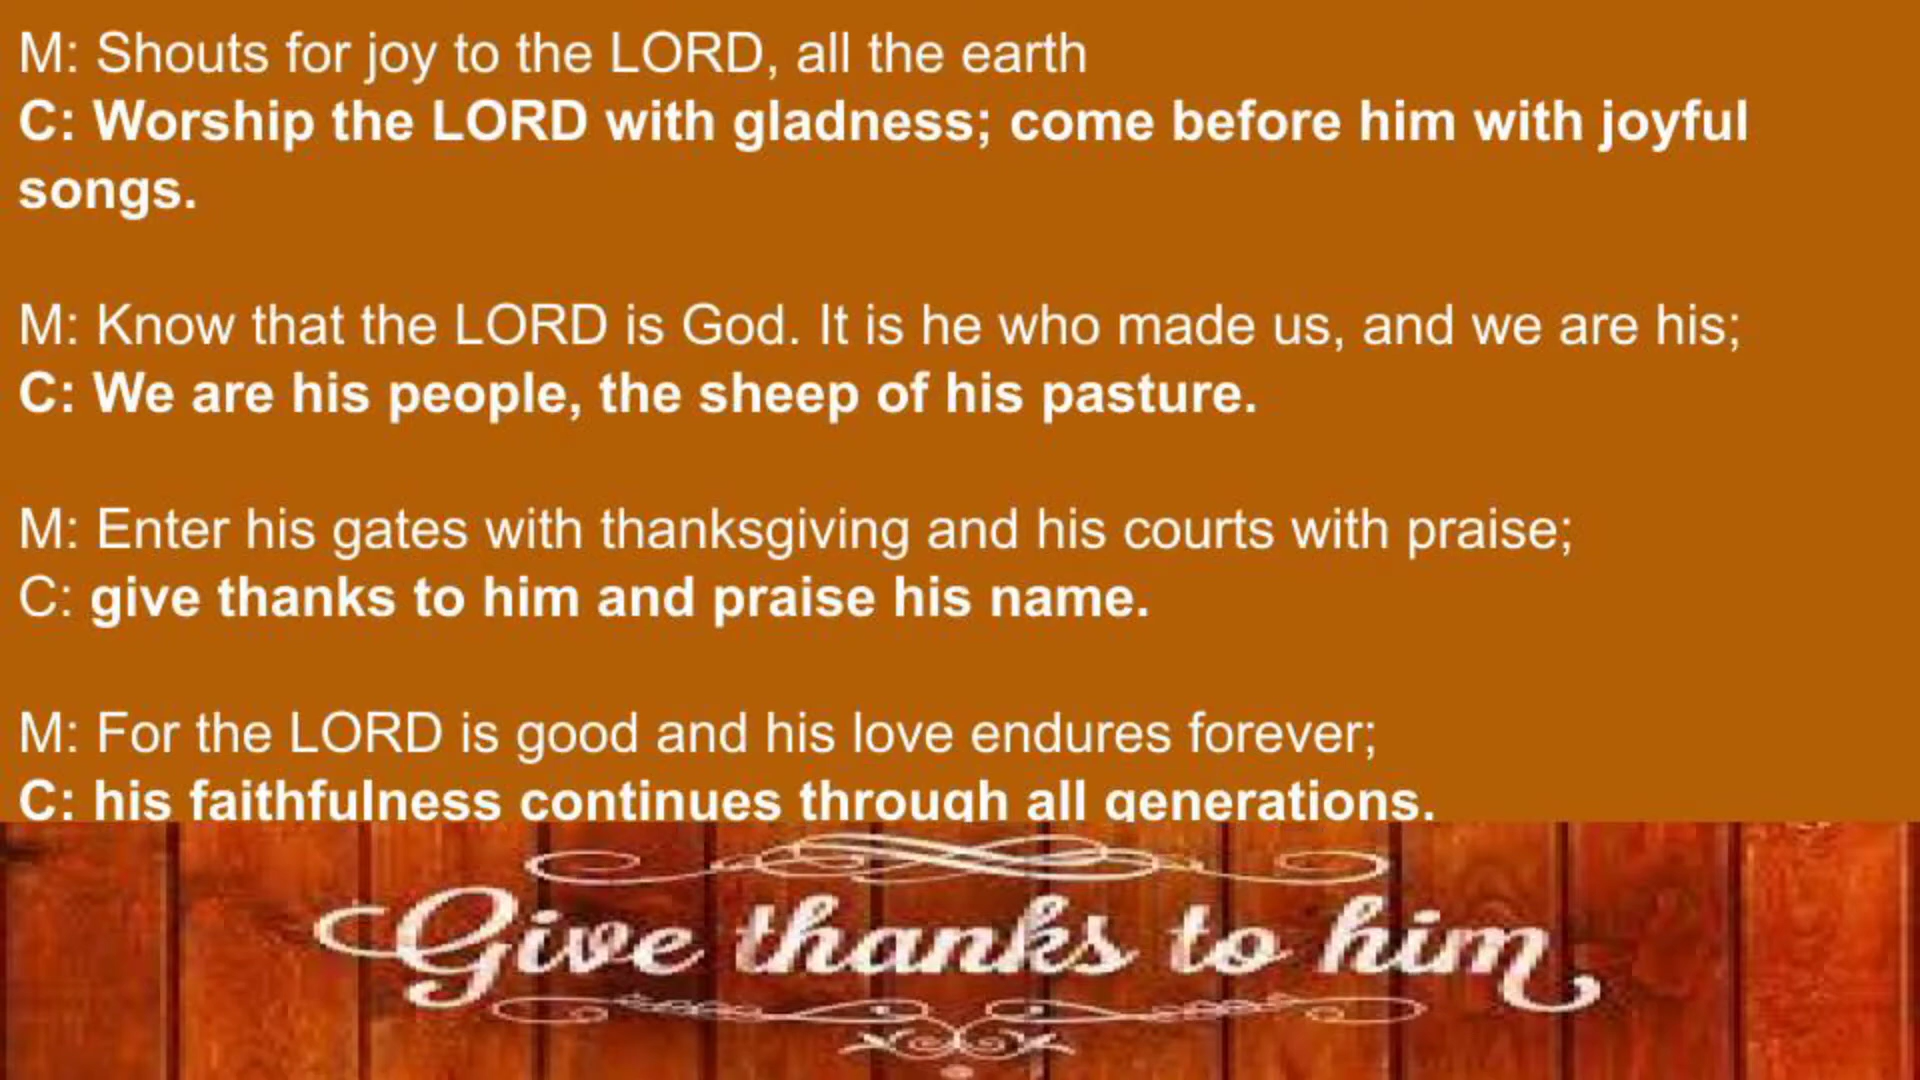 M: Shouts for joy to the LORD, all the earth
C: Worship the LORD with gladness; come before him with joyful
songs.
M: Know that the LORD is God. It is he who made us, and we are his;
C: We are his people, the sheep of his pasture.
M: Enter his gates with thanksgiving and his courts with praise;
C: give thanks to him and praise his name.
M: For the LORD is good and his love endures forever;
C: his faithfulness continues through all generations.
Give thanks to him